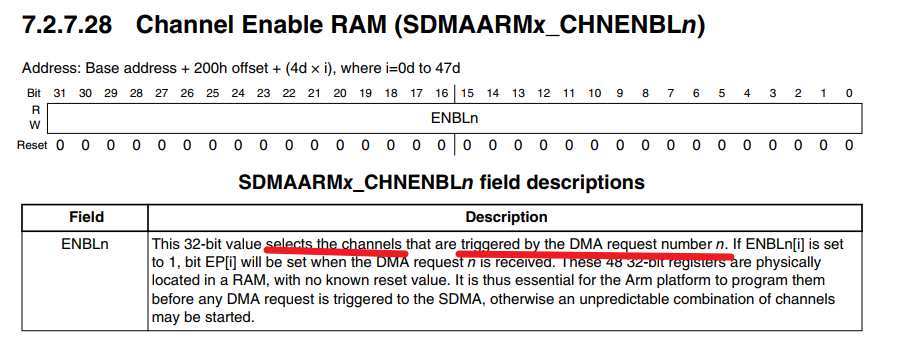 7.2.7.28 Channel Enable RAM (SDMAARMx_CHNENBLn)
Address: Base address + 200h offset + (4d × i), where i=0d to 47d
Bit 31 30 29 28 27 26 25 24 23 22 21 20 19 18 17 16 15 14 13 12 11 10 9 8 7 6 5 4 3 2 1 0
R
W
ENBLn
Reset 0 0 0 0 0 0 0 0 0 0 0 0 0 0 0 0 0 0 0 0 0 0 0 0 0 0 0 0 0 0 0 0
SDMAARMx_CHNENBLn field descriptions
Field Description
ENBLn This 32-bit value selects the channels that are triggered by the DMA request number n. If ENBLn[i] is set
to 1, bit EP[i] will be set when the DMA request n is received. These 48 32-bit registers are physically
located in a RAM, with no known reset value. It is thus essential for the Arm platform to program them
before any DMA request is triggered to the SDMA, otherwise an unpredictable combination of channels
may be started.